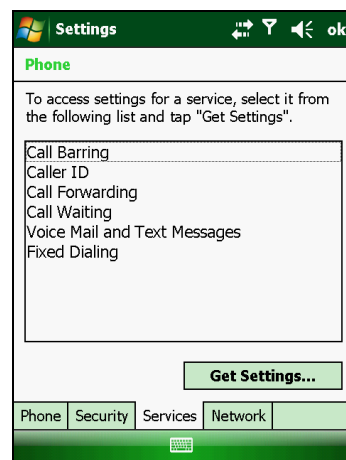 Settings
ok
Phone
To access settings for a service, select it from
the following list and tap "Get Settings".
Call Barring
Caller ID
Call Forwarding
Call Waiting
Voice Mail and Text Messages
Fixed Dialing
Get Settings...
Phone Security Services Network